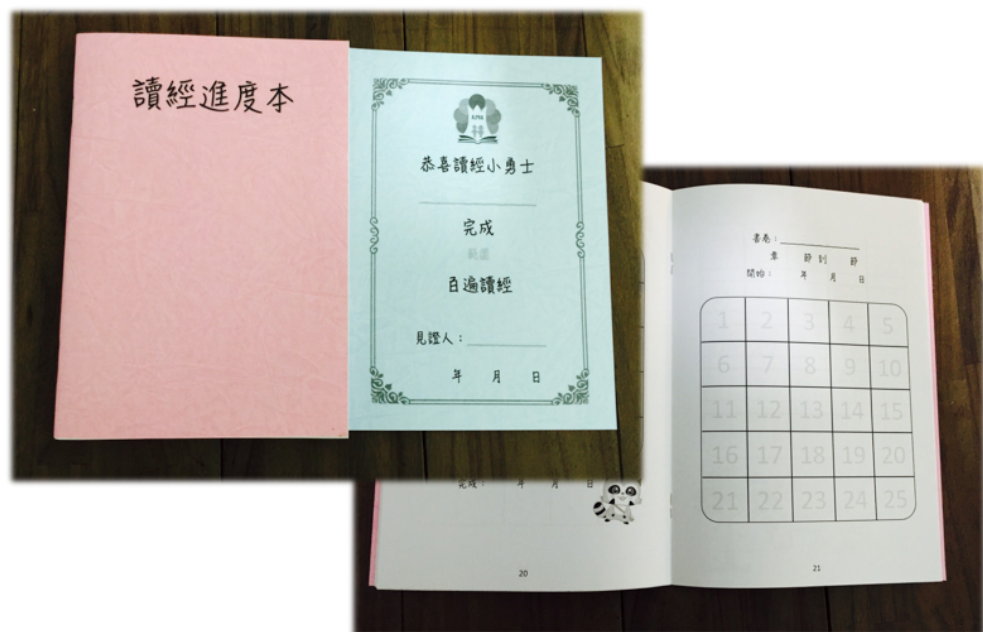 讀經進度本
恭喜讀經小勇士
完成
百遍讀經
見證人：
年 月 日
書卷：
章 節 到 節
開始： 年 月 日
1 2 3 4 5
6 7 8 9 10
11 12 13 14 15
16 17 18 19 20
21 22 23 24 25
完成： 年 月 日
20
21